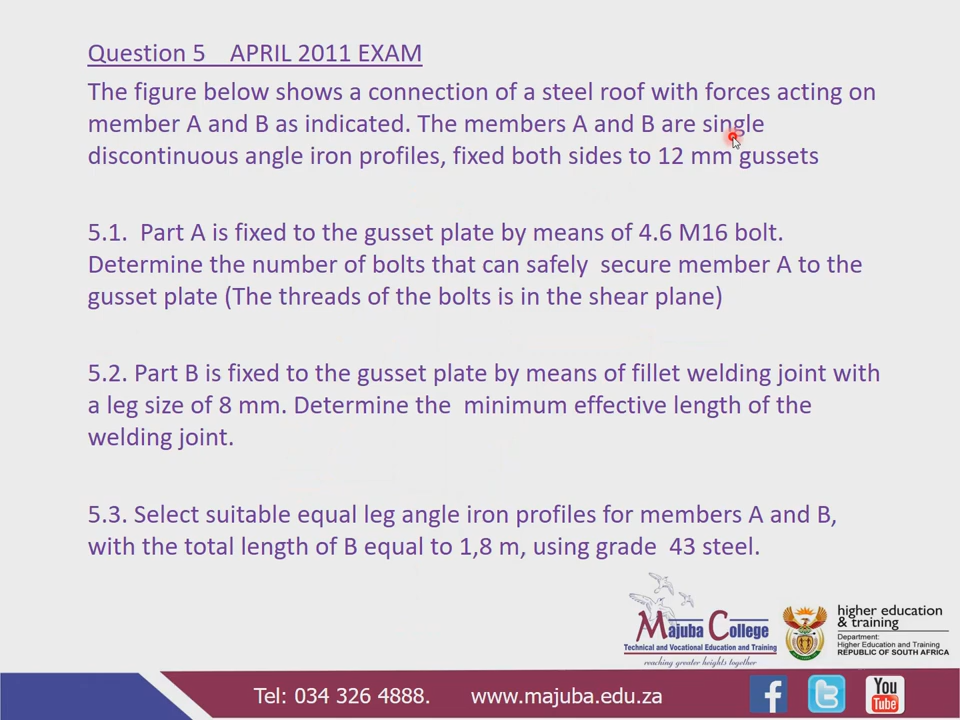 Question 5    APRIL 2011 EXAM
The figure below shows a connection of a steel roof with forces acting on
member A and B as indicated. The members A and B are single
discontinuous angle iron profiles, fixed both sides to 12 mm gussets
5.1.  Part A is fixed to the gusset plate by means of 4.6 M16 bolt.
Determine the number of bolts that can safely  secure member A to the
gusset plate (The threads of the bolts is in the shear plane)
5.2. Part B is fixed to the gusset plate by means of fillet welding joint with
a leg size of 8 mm. Determine the  minimum effective length of the
welding joint.
5.3. Select suitable equal leg angle iron profiles for members A and B,
with the total length of B equal to 1,8 m, using grade  43 steel.
Majuba College
Technical and Vocational Education and Training
reaching greater heights together
higher education
& training
Department:
Higher Education and Training
REPUBLIC OF SOUTH AFRICA
Tel: 034 326 4888.    www.majuba.edu.za
You
Tube